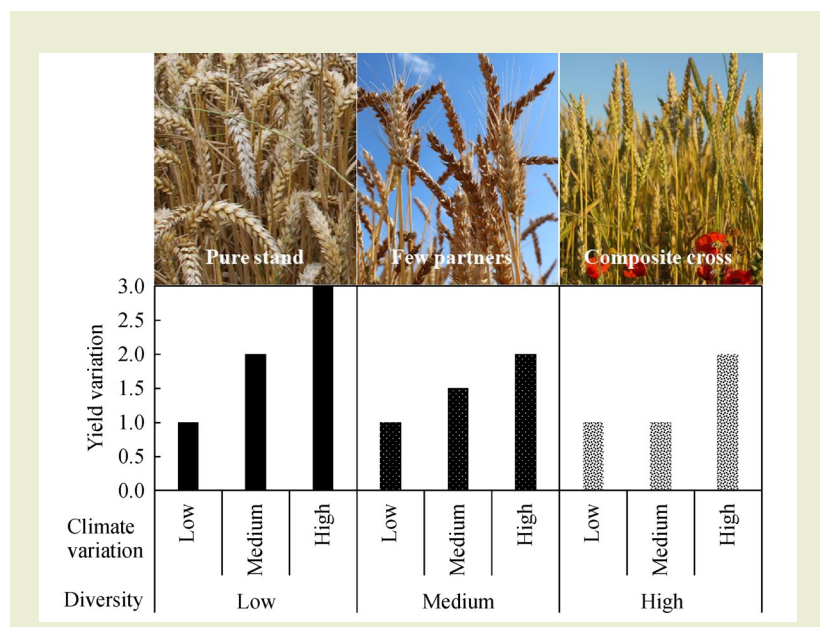 Pure stand
Few partners
Composite cross
Yield variation
3.0
2.5
2.0
1.5
1.0
0.5
0.0
Climate
variation
Low
Medium
High
Low
Medium
High
Low
Medium
High
Diversity
Low
Medium
High